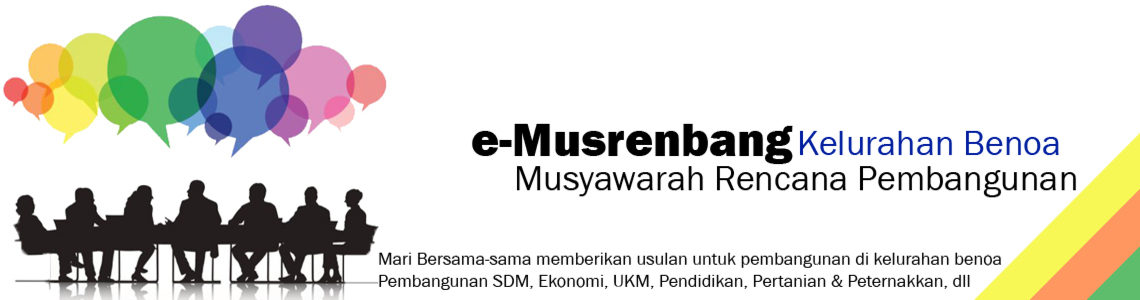 e-Musrenbang Kelurahan Benoa
Musyawarah Rencana Pembangunan
Mari Bersama-sama memberikan usulan untuk pembangunan di kelurahan benoa
Pembangunan SDM, Ekonomi, UKM, Pendidikan, Pertanian & Peternakkan, dll